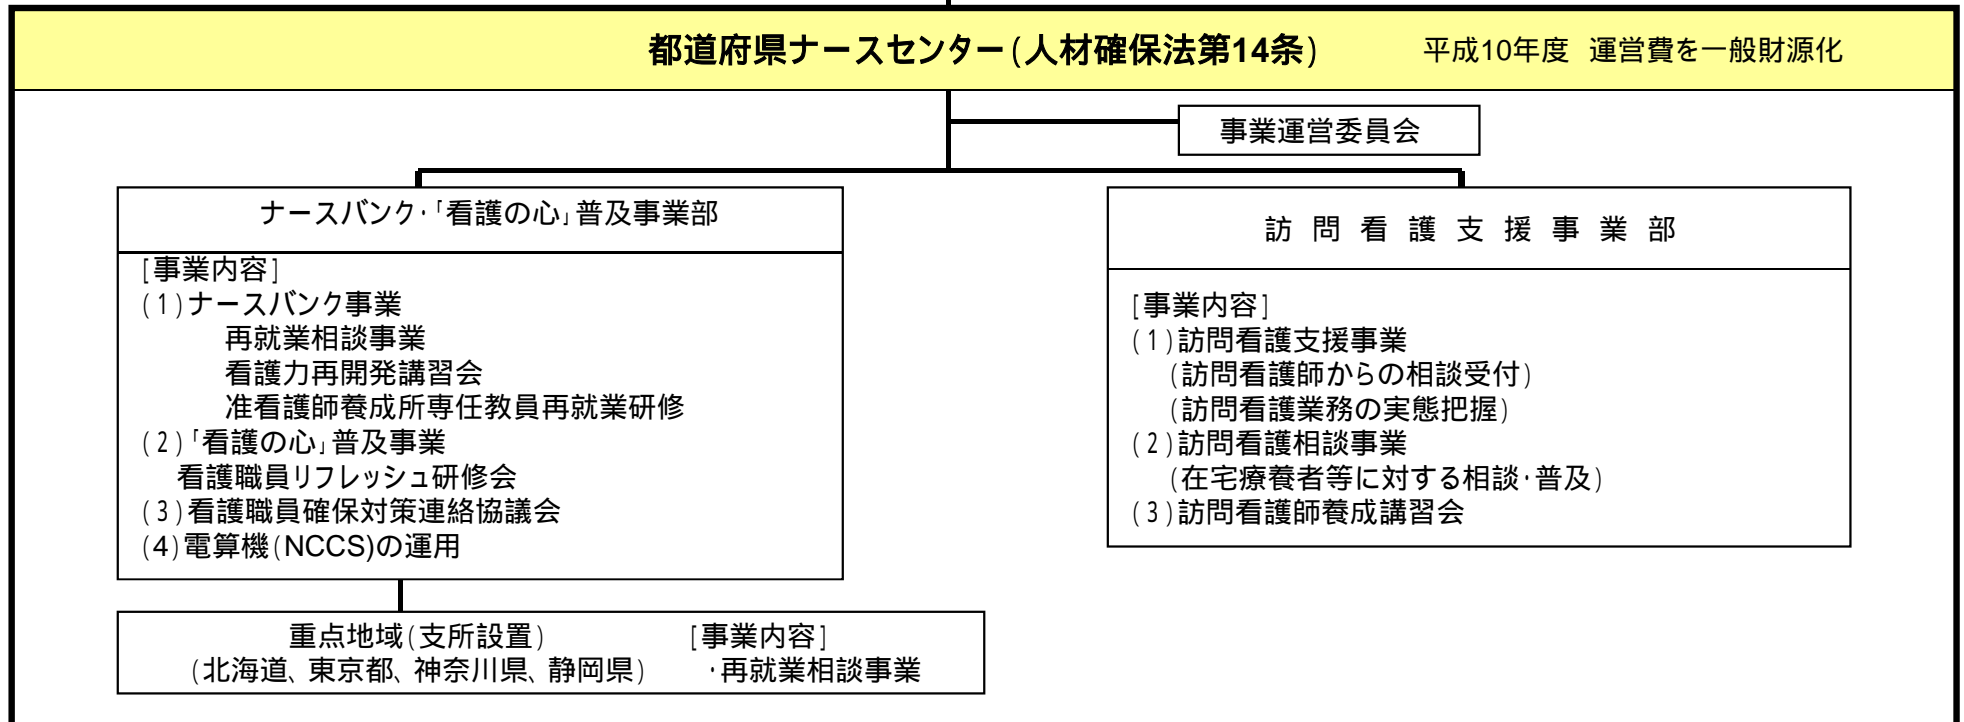 都道府県ナースセンター(人材確保法第14条) 平成10年度 運営費を一般財源化
事業運営委員会
ナースバンク・「看護の心」普及事業部
[事業内容]
(1)ナースバンク事業
再就業相談事業
看護力再開発講習会
准看護師養成所専任教員再就業研修
(2)「看護の心」普及事業
看護職員リフレッシュ研修会
(3)看護職員確保対策連絡協議会
(4)電算機(NCCS)の運用
訪問看護支援事業部
[事業内容]
(1)訪問看護支援事業
(訪問看護師からの相談受付)
(訪問看護業務の実態把握)
(2)訪問看護相談事業
(在宅療養者等に対する相談・普及)
(3)訪問看護師養成講習会
重点地域(支所設置) [事業内容]
(北海道、東京都、神奈川県、静岡県) ・再就業相談事業